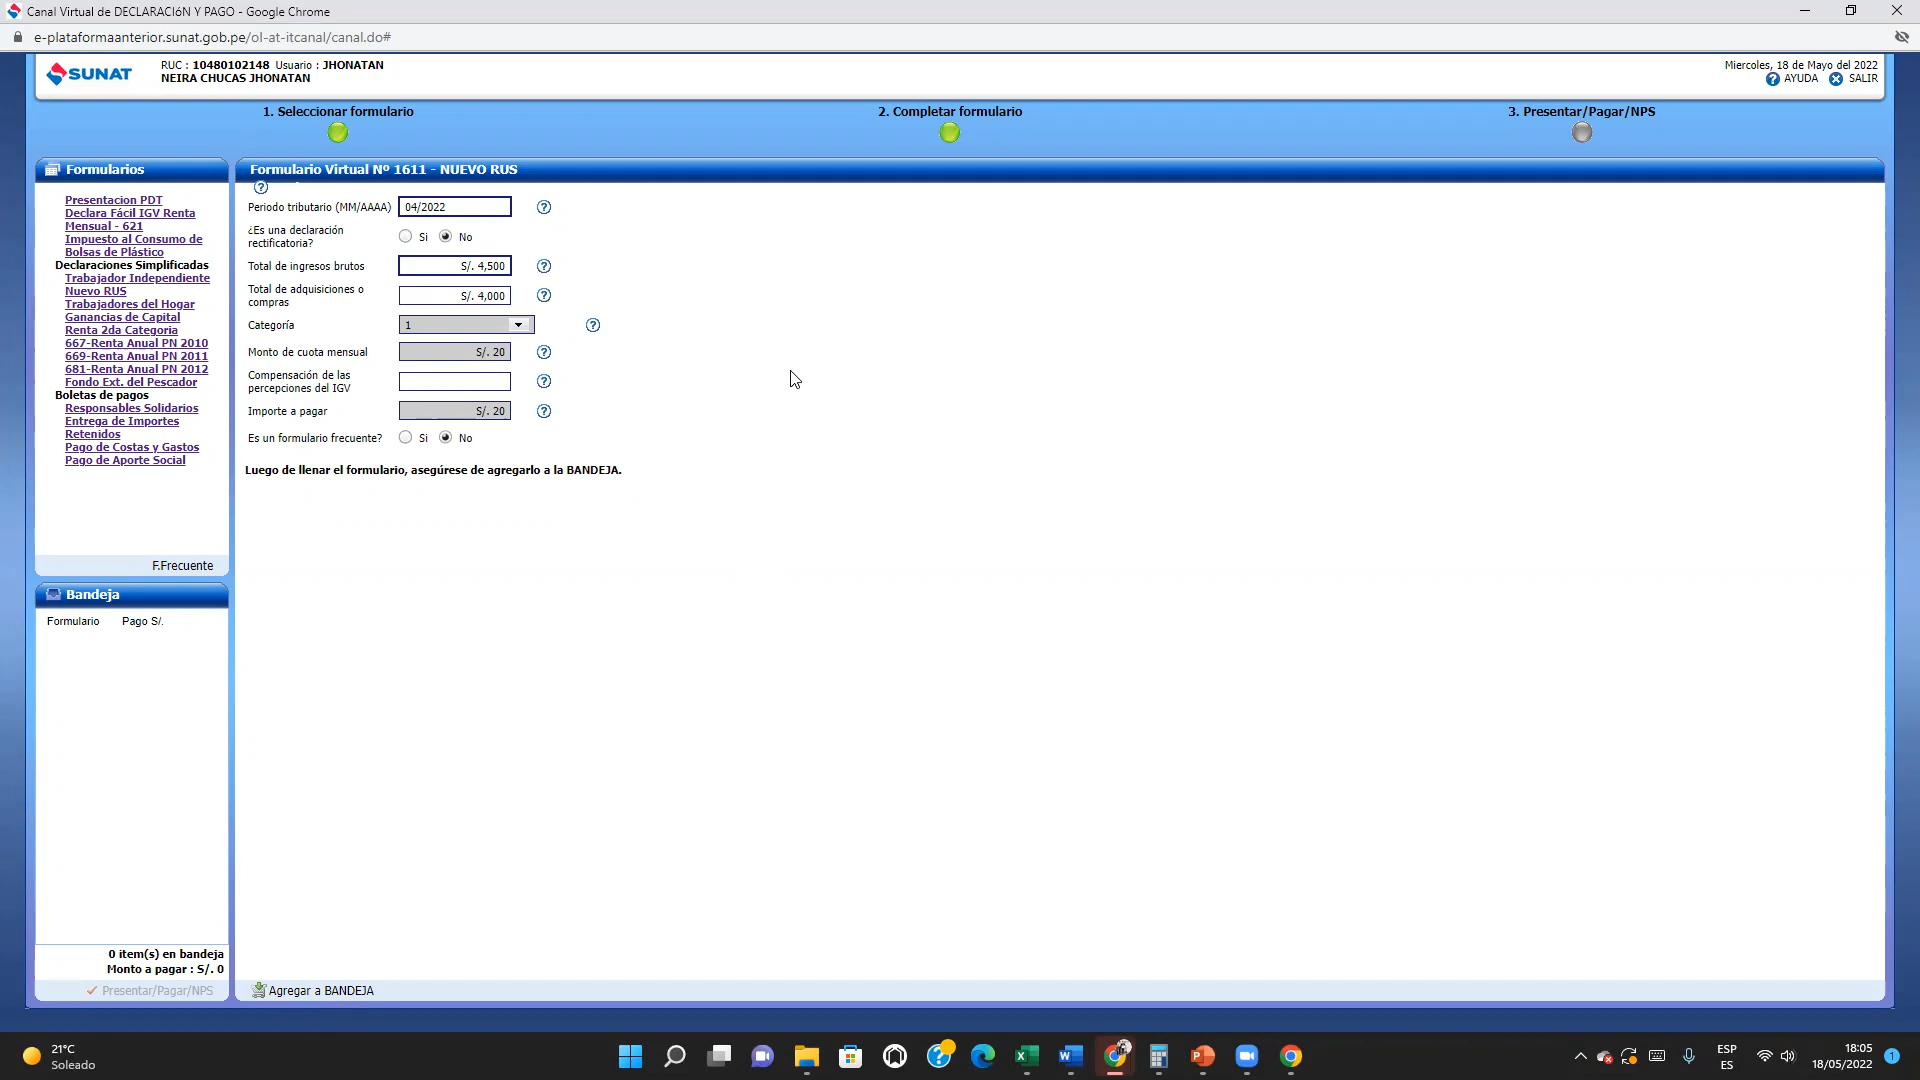 Canal Virtual de DECLARACIóN Y PAGO - Google Chrome
e-plataformaanterior.sunat.gob.pe/ol-at-itcanal/canal.do#
SUNAT
RUC : 10480102148 Usuario : JHONATAN
NEIRA CHUCAS JHONATAN
Miercoles, 18 de Mayo del 2022
AYUDA SALIR
1. Seleccionar formulario
2. Completar formulario
3. Presentar/Pagar/NPS
Formularios
Presentacion PDT
Declara Fácil IGV Renta
Mensual - 621
Impuesto al Consumo de
Bolsas de Plástico
Declaraciones Simplificadas
Trabajador Independiente
Nuevo RUS
Trabajadores del Hogar
Ganancias de Capital
Renta 2da Categoria
667-Renta Anual PN 2010
669-Renta Anual PN 2011
681-Renta Anual PN 2012
Fondo Ext. del Pescador
Boletas de pagos
Responsables Solidarios
Entrega de Importes
Retenidos
Pago de Costas y Gastos
Pago de Aporte Social
F.Frecuente
Bandeja
Formulario Pago S/.
0 item(s) en bandeja
Monto a pagar : S/. 0
Presentar/Pagar/NPS
Formulario Virtual Nº 1611 - NUEVO RUS
Periodo tributario (MM/AAAA) 04/2022
¿Es una declaración
rectificatoria? Si No
Total de ingresos brutos S/. 4,500
Total de adquisiciones o
compras S/. 4,000
Categoría 1
Monto de cuota mensual S/. 20
Compensación de las
percepciones del IGV
Importe a pagar S/. 20
Es un formulario frecuente? Si No
Luego de llenar el formulario, asegúrese de agregarlo a la BANDEJA.
Agregar a BANDEJA
21°C
Soleado
ESP
ES
18:05
18/05/2022
1